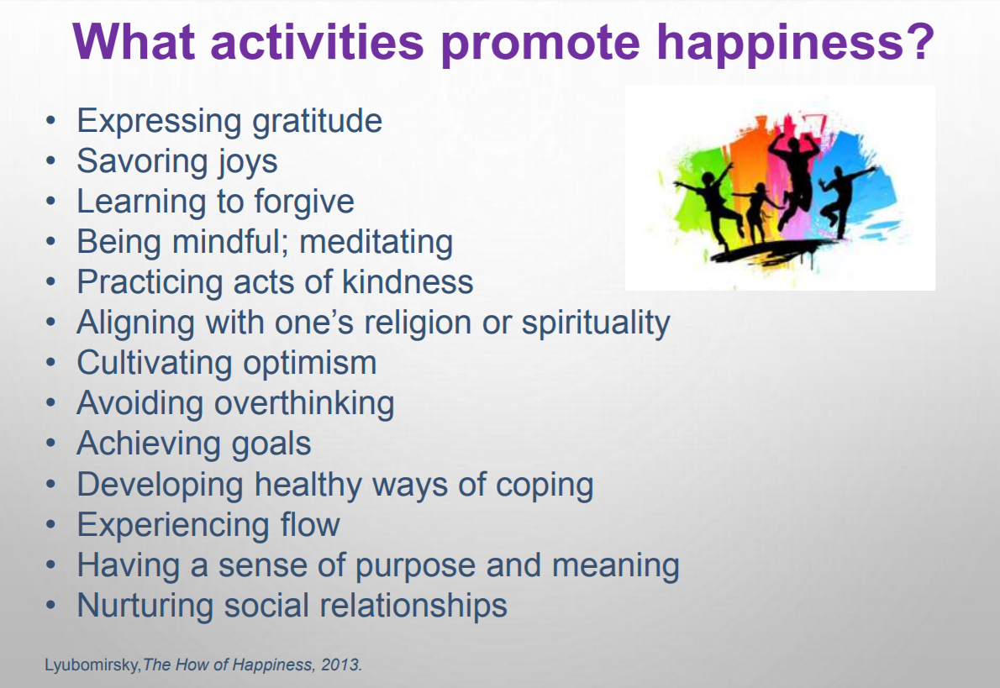 What activities promote happiness?
• Expressing gratitude
• Savoring joys
• Learning to forgive
• Being mindful; meditating
• Practicing acts of kindness
• Aligning with one’s religion or spirituality
• Cultivating optimism
• Avoiding overthinking
• Achieving goals
• Developing healthy ways of coping
• Experiencing flow
• Having a sense of purpose and meaning
• Nurturing social relationships
Lyubomirsky,The How of Happiness, 2013.